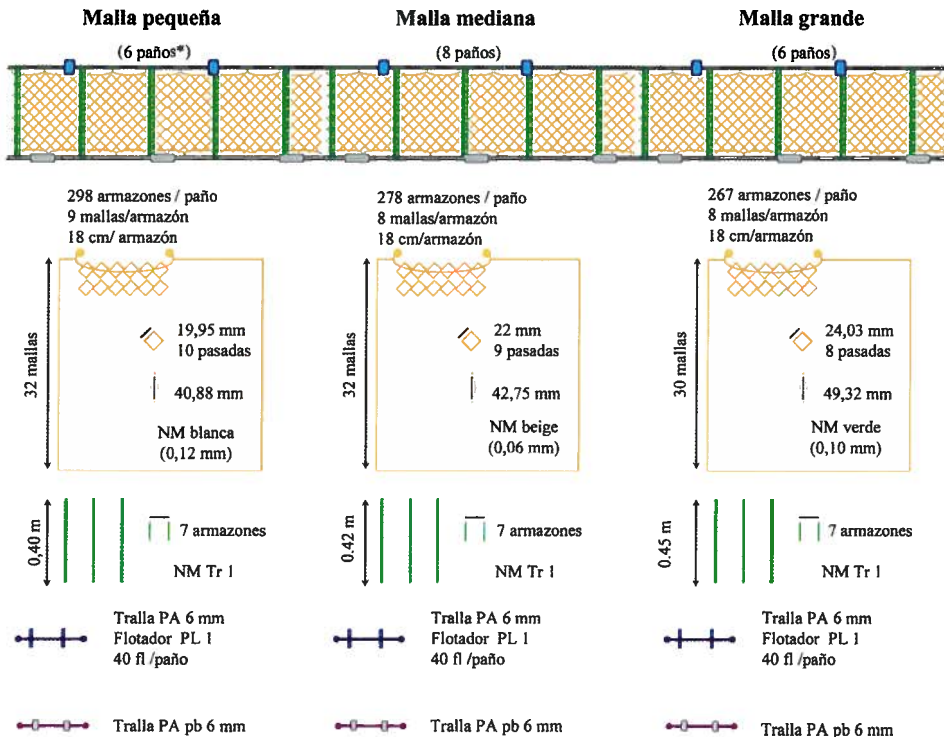 Malla pequeña
(6 paños*)
Malla mediana
(8 paños)
Malla grande
(6 paños)
298 armazones / paño
9 mallas/armazón
18 cm/ armazón
278 armazones / paño
8 mallas/armazón
18 cm/armazón
267 armazones / paño
8 mallas/armazón
18 cm/armazón
32 mallas
19,95 mm
10 pasadas
40,88 mm
NM blanca
(0,12 mm)
32 mallas
22 mm
9 pasadas
42,75 mm
NM beige
(0,06 mm)
30 mallas
24,03 mm
8 pasadas
49,32 mm
NM verde
(0,10 mm)
0,40 m
7 armazones
NM Tr 1
0.42 m
7 armazones
NM Tr 1
0.45 m
7 armazones
NM Tr 1
Tralla PA 6 mm
Flotador PL 1
40 fl /paño
Tralla PA 6 mm
Flotador PL 1
40 fl /paño
Tralla PA 6 mm
Flotador PL 1
40 fl /paño
Tralla PA pb 6 mm
Tralla PA pb 6 mm
Tralla PA pb 6 mm